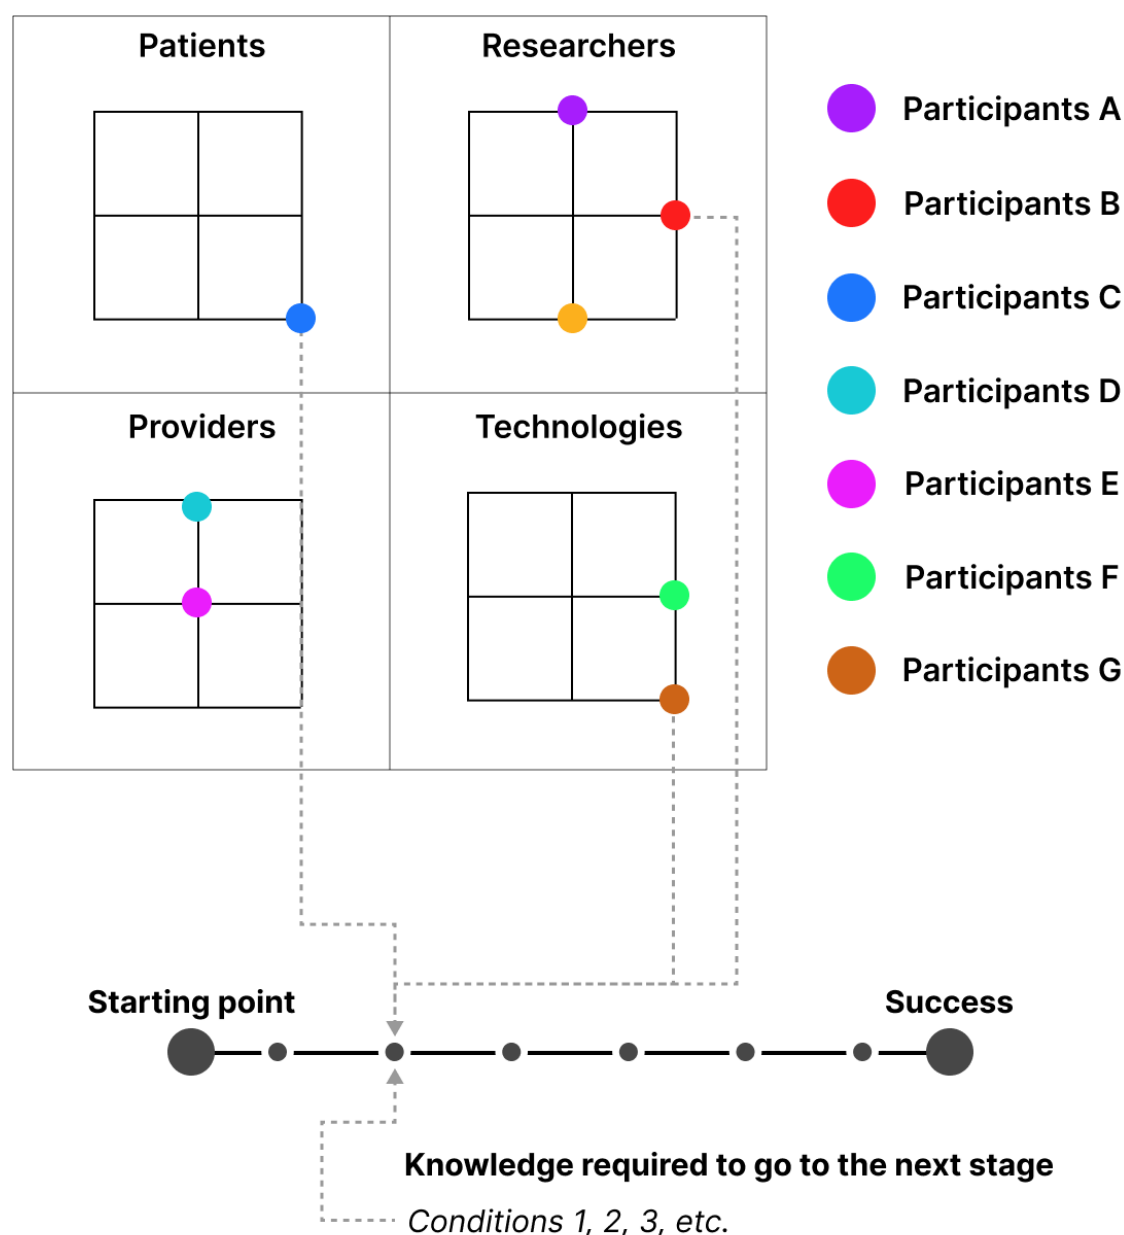 Patients
Researchers
Participants A
Participants B
Participants C
Participants D
Providers
Technologies
Participants E
Participants F
Participants G
Starting point
Success
Knowledge required to go to the next stage
Conditions 1, 2, 3, etc.